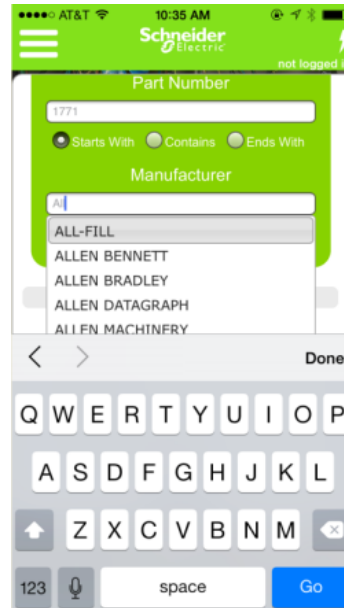 AT&T 10:35 AM
Schneider
Electric
not logged i
Part Number
1771
Starts With Contains Ends With
Manufacturer
Al
ALL-FILL
ALLEN BENNETT
ALLEN BRADLEY
ALLEN DATAGRAPH
ALLEN MACHINERY
Done
Q W E R T Y U I O P
A S D F G H J K L
Z X C V B N M
123 space Go